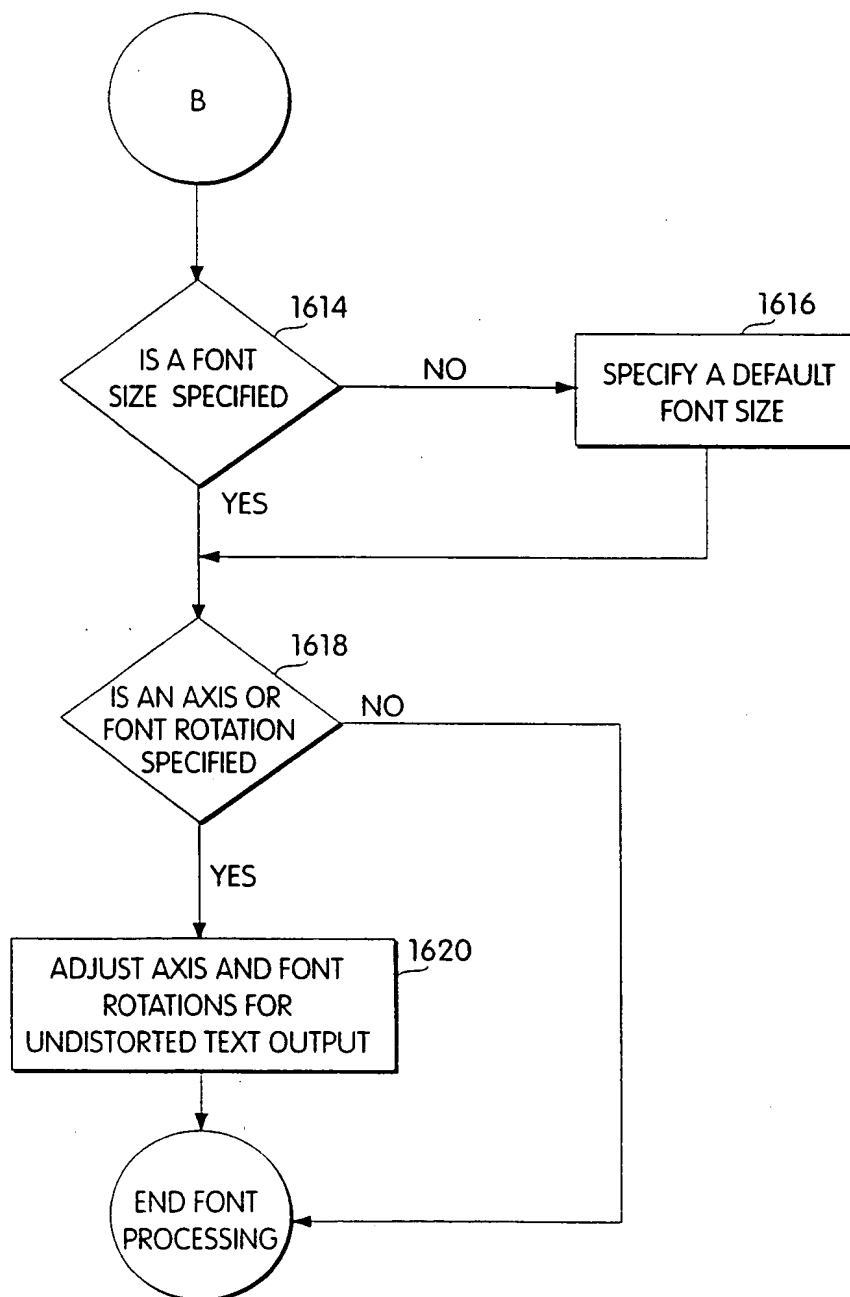 B
1614
IS A FONT
SIZE SPECIFIED
NO
1616
SPECIFY A DEFAULT
FONT SIZE
YES
1618
IS AN AXIS OR
FONT ROTATION
SPECIFIED
NO
YES
1620
ADJUST AXIS AND FONT
ROTATIONS FOR
UNDISTORTED TEXT OUTPUT
END FONT
PROCESSING